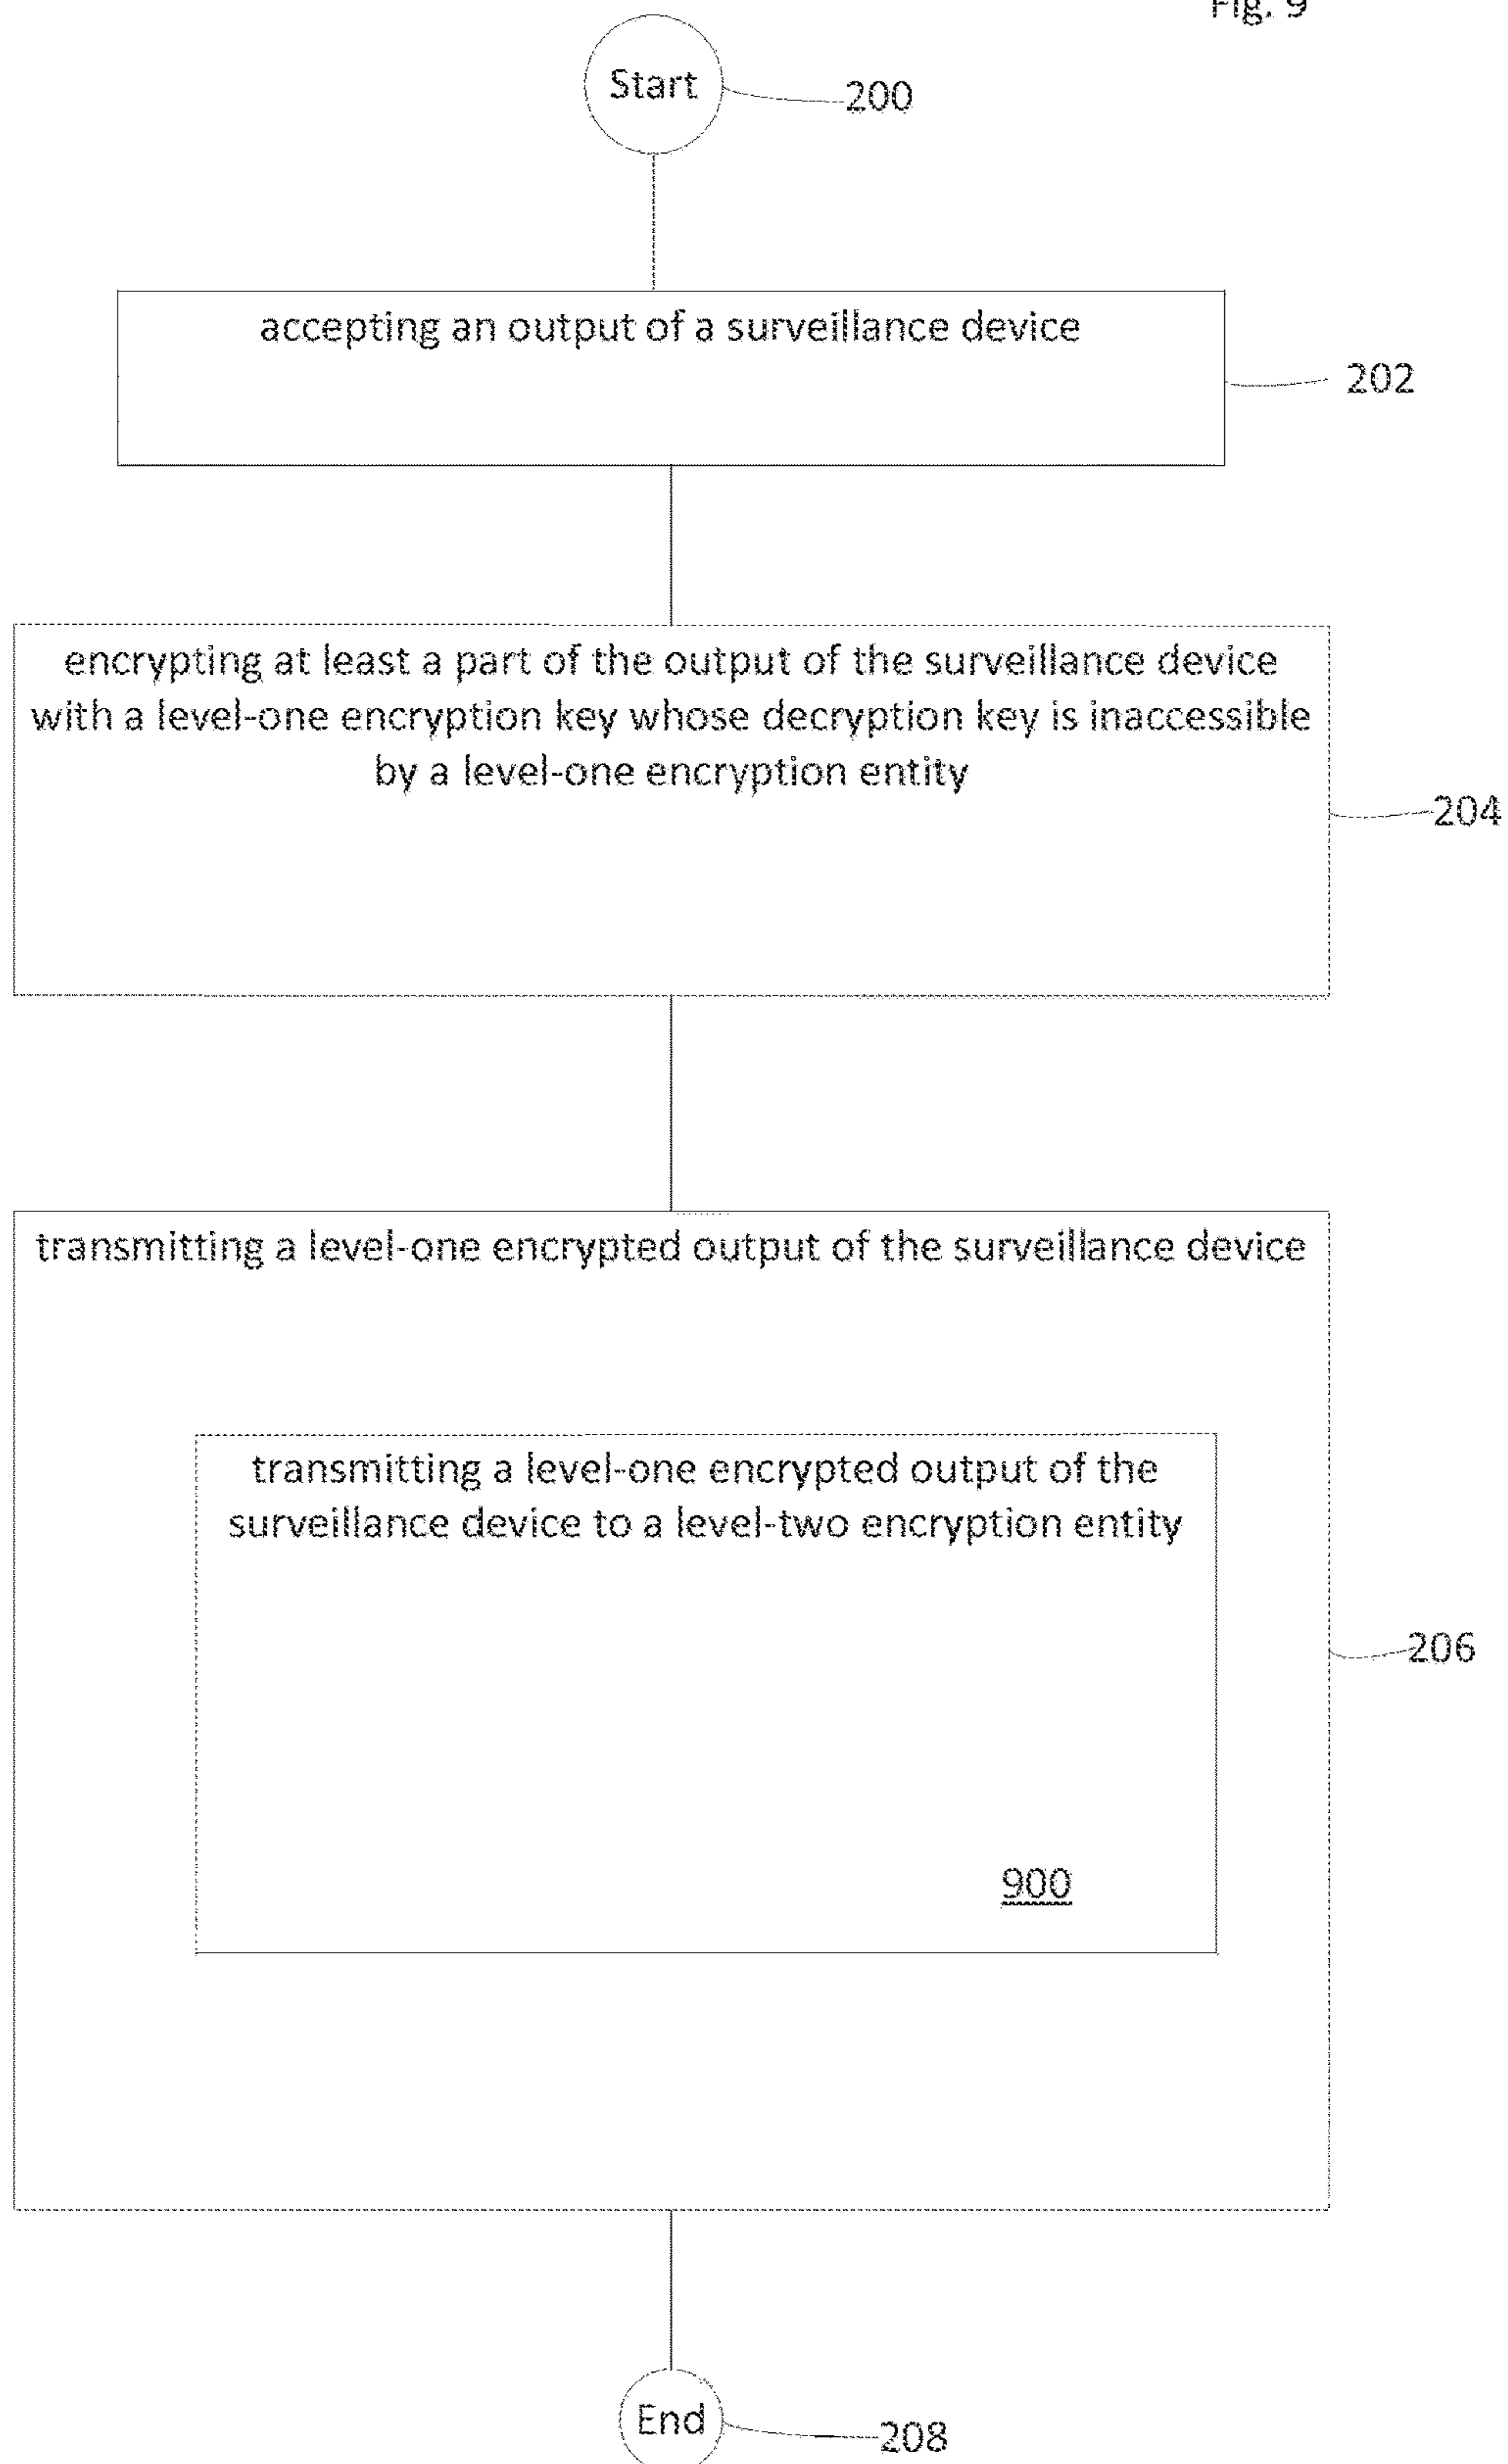 Fig. 9
Start
200
accepting an output of a surveillance device
202
encrypting at least a part of the output of the surveillance device
with a level-one encryption key whose decryption key is inaccessible
by a level-one encryption entity
204
transmitting a level-one encrypted output of the surveillance device
transmitting a level-one encrypted output of the
surveillance device to a level-two encryption entity
206
900
End
208